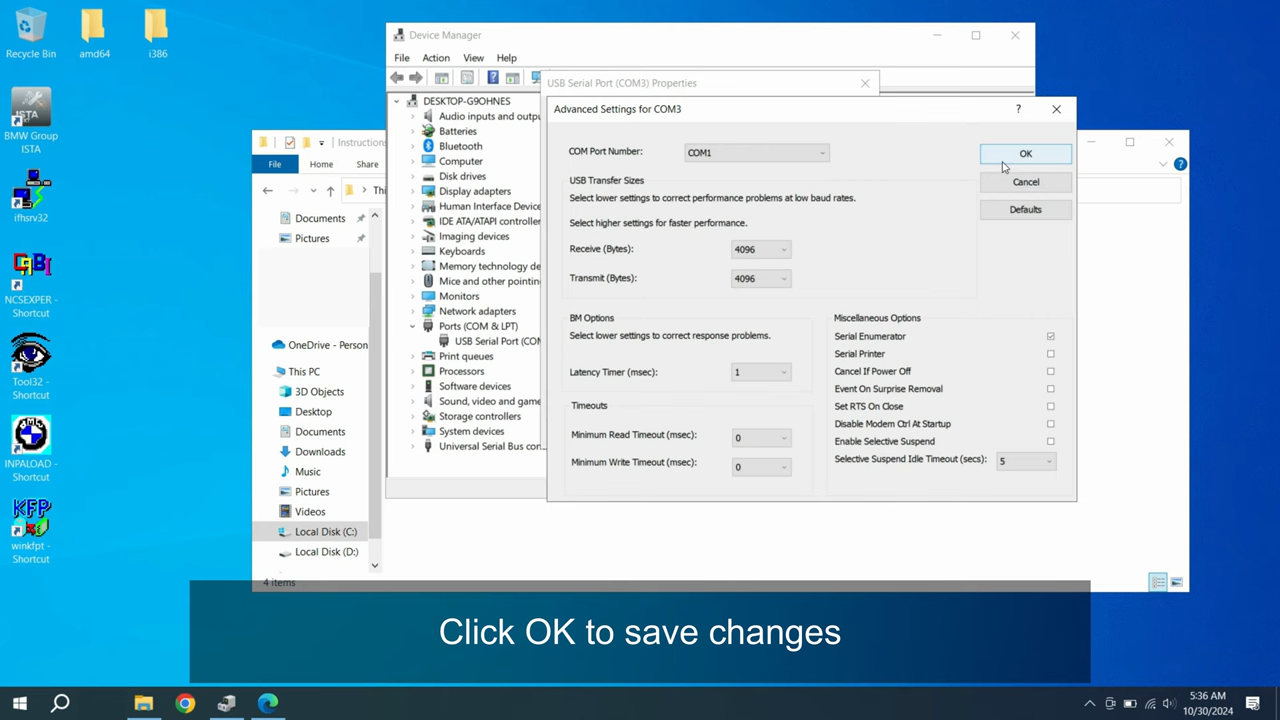 Recycle Bin
amd64
i386
ISTA
BMW Group
ISTA
ifhsrv32
NCSEXPER -
Shortcut
Tool32 -
Shortcut
INPALOAD -
Shortcut
KFP
winkfpt -
Shortcut
Device Manager
File Action View Help
DESKTOP-G9OHNES
Audio inputs and outpu
Batteries
Bluetooth
Computer
Disk drives
Display adapters
Human Interface Device
IDE ATA/ATAPI controller
Imaging devices
Keyboards
Memory technology de
Mice and other pointing
Monitors
Network adapters
Ports (COM & LPT)
USB Serial Port (COM
Print queues
Processors
Software devices
Sound, video and game
Storage controllers
System devices
Universal Serial Bus con
Instructions
File Home Share
Thi
Documents
Pictures
OneDrive - Person
This PC
3D Objects
Desktop
Documents
Downloads
Music
Pictures
Videos
Local Disk (C:)
Local Disk (D:)
4 items
USB Serial Port (COM3) Properties
Advanced Settings for COM3
?
COM Port Number: COM1
OK
Cancel
Defaults
USB Transfer Sizes
Select lower settings to correct performance problems at low baud rates.
Select higher settings for faster performance.
Receive (Bytes): 4096
Transmit (Bytes): 4096
BM Options
Select lower settings to correct response problems.
Latency Timer (msec): 1
Timeouts
Minimum Read Timeout (msec): 0
Minimum Write Timeout (msec): 0
Miscellaneous Options
Serial Enumerator
Serial Printer
Cancel If Power Off
Event On Surprise Removal
Set RTS On Close
Disable Modem Ctrl At Startup
Enable Selective Suspend
Selective Suspend Idle Timeout (secs): 5
Click OK to save changes
5:36 AM
10/30/2024